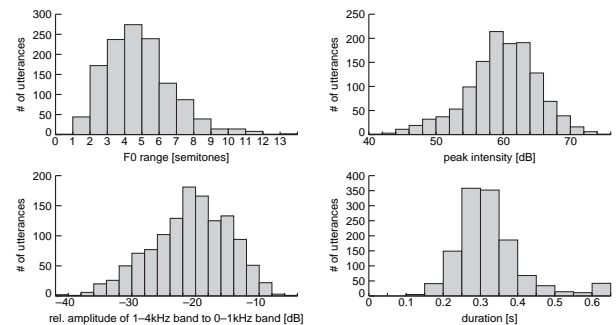 300
250
200
150
100
50
0
# of utterances
0 1 2 3 4 5 6 7 8 9 10 11 12 13
F0 range [semitones]
250
200
150
100
50
0
# of utterances
40 50 60 70
peak intensity [dB]
200
150
100
50
0
# of utterances
–40 –30 –20 –10
rel. amplitude of 1–4kHz band to 0–1kHz band [dB]
400
350
300
250
200
150
100
50
0
# of utterances
0 0.1 0.2 0.3 0.4 0.5 0.6
duration [s]